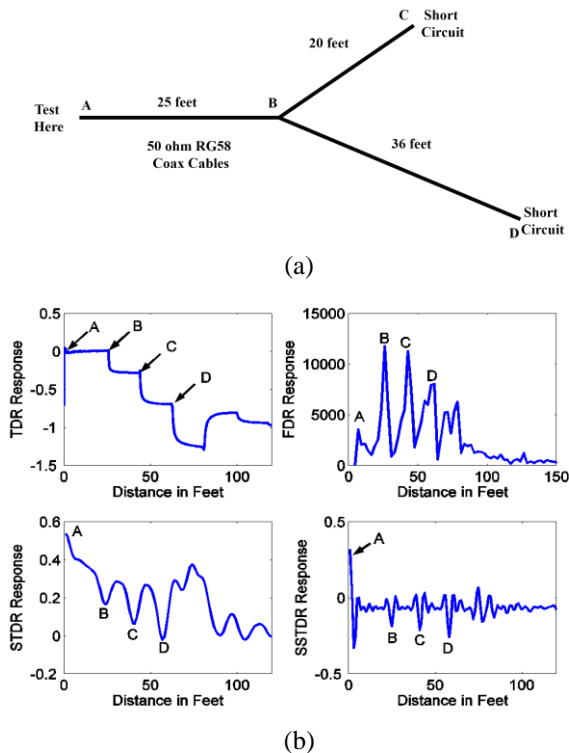 C Short
Circuit
20 feet
Test
Here
A
25 feet
B
50 ohm RG58
Coax Cables
36 feet
D Short
Circuit
(a)
0.5
0
-0.5
-1
-1.5
TDR Response
A
B
C
D
0
50
100
Distance in Feet
15000
10000
5000
0
FDR Response
A
B
C
D
0
50
100
150
Distance in Feet
0.6
0.4
0.2
0
-0.2
STDR Response
A
B
C
D
0
50
100
Distance in Feet
0.5
0
-0.5
SSTDR Response
A
B
C
D
0
50
100
Distance in Feet
(b)